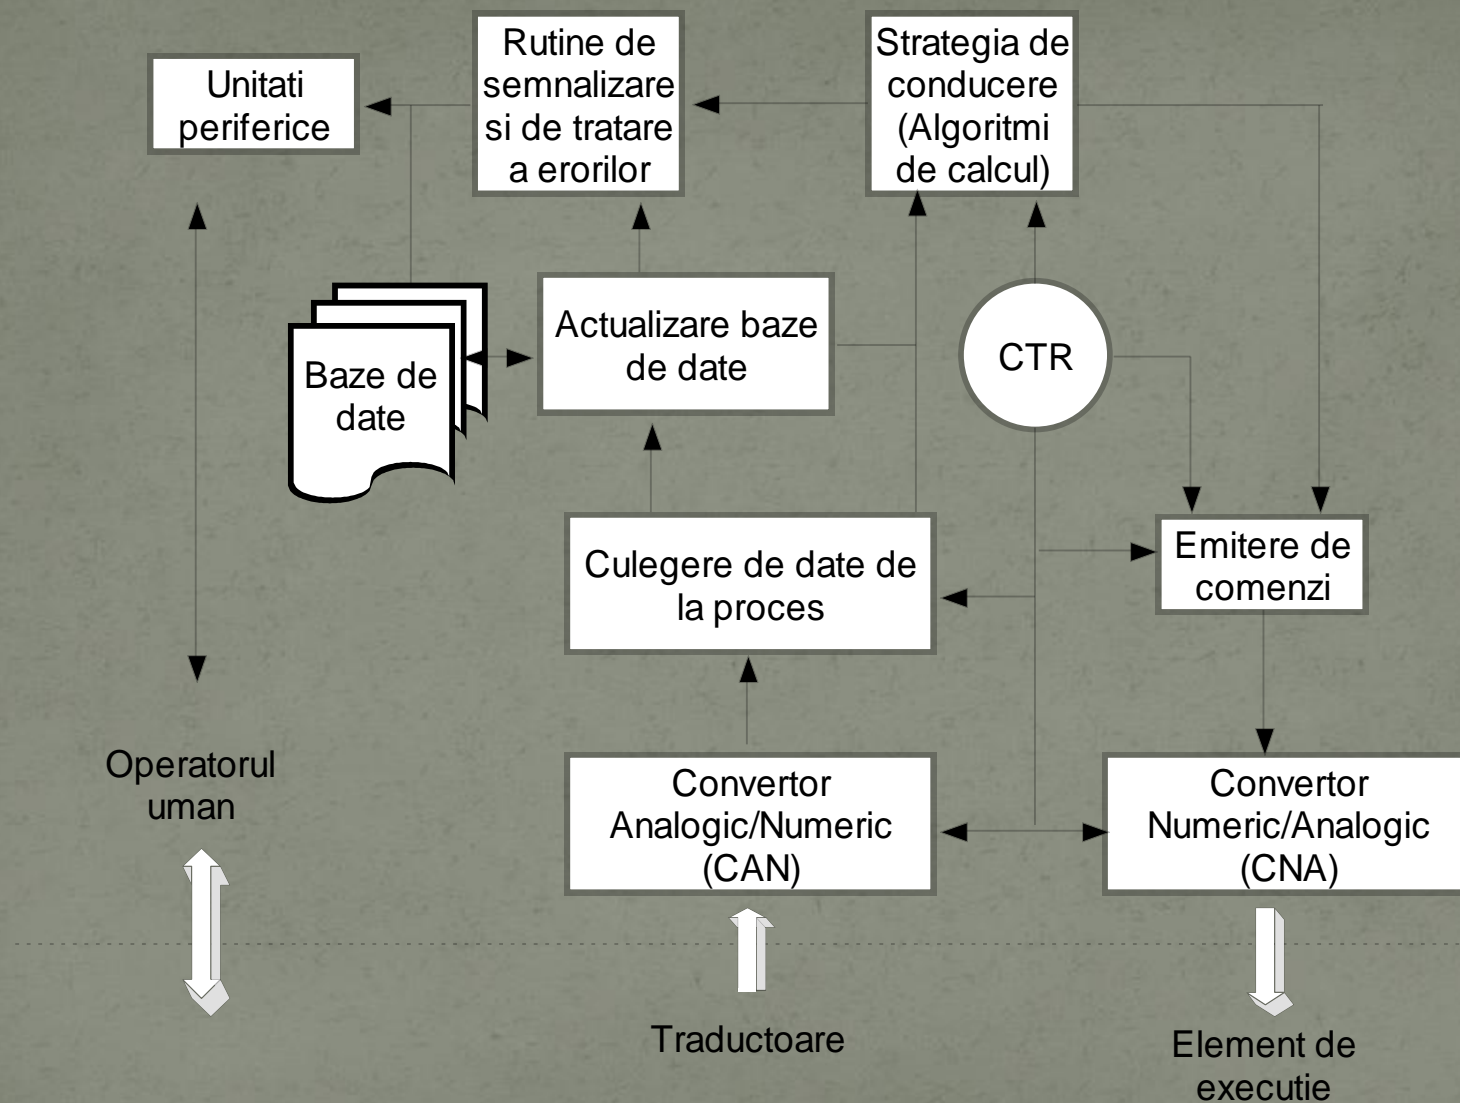 Unitati
periferice
Rutine de
semnalizare
si de tratare
a erorilor
Strategia de
conducere
(Algoritmi
de calcul)
Baze de
date
Actualizare baze
de date
CTR
Culegere de date de
la proces
Emitere de
comenzi
Operatorul
uman
Convertor
Analogic/Numeric
(CAN)
Convertor
Numeric/Analogic
(CNA)
Traductoare
Element de
executie